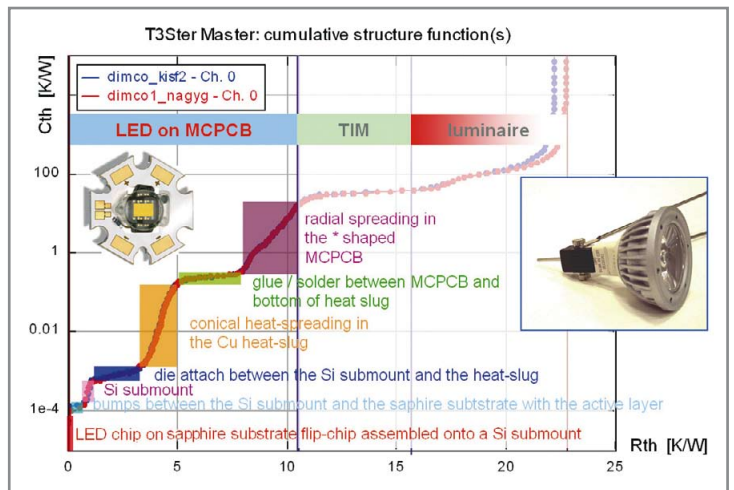 T3Ster Master: cumulative structure function(s)
Cth [K/W]
dimco_kisf2 - Ch. 0
dimco1_nagyg - Ch. 0
LED on MCPCB
TIM
luminaire
100
radial spreading in
the * shaped
MCPCB
1
glue / solder between MCPCB and
bottom of heat slug
0.01
conical heat-spreading in
the Cu heat-slug
die attach between the Si submount and the heat-slug
Si submount
1e-4
bumps between the Si submount and the saphire subtstrate with the active layer
LED chip on sapphire substrate flip-chip assembled onto a Si submount
Rth [K/W]
0
5
10
15
20
25